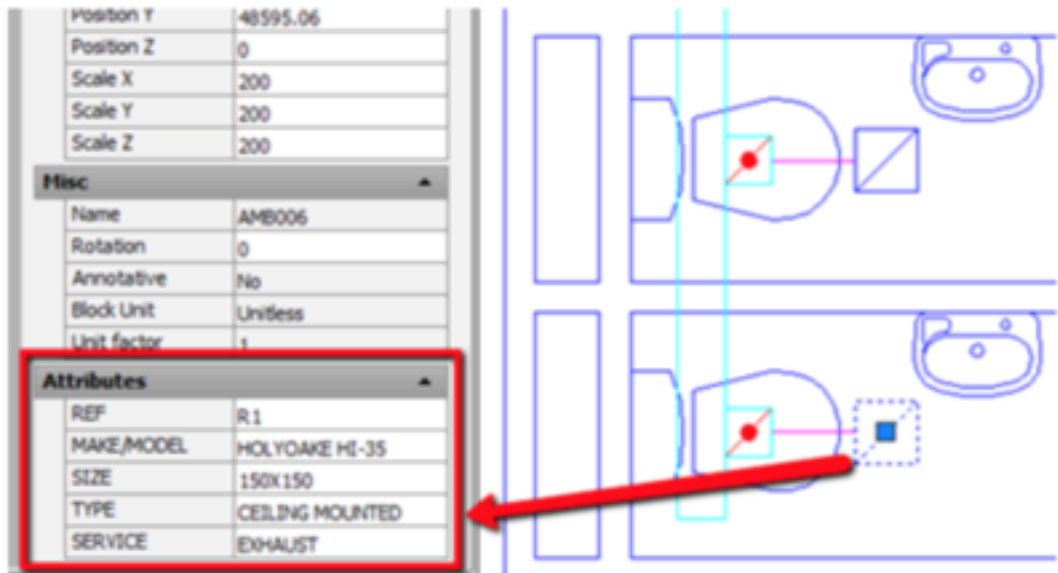 Position Y 48595.06
Position Z 0
Scale X 200
Scale Y 200
Scale Z 200
Misc
Name AMB006
Rotation 0
Annotative No
Block Unit Unitless
Unit factor 1
Attributes
REF R1
MAKE/MODEL HOLYOAKE HI-35
SIZE 150X150
TYPE CEILING MOUNTED
SERVICE EXHAUST